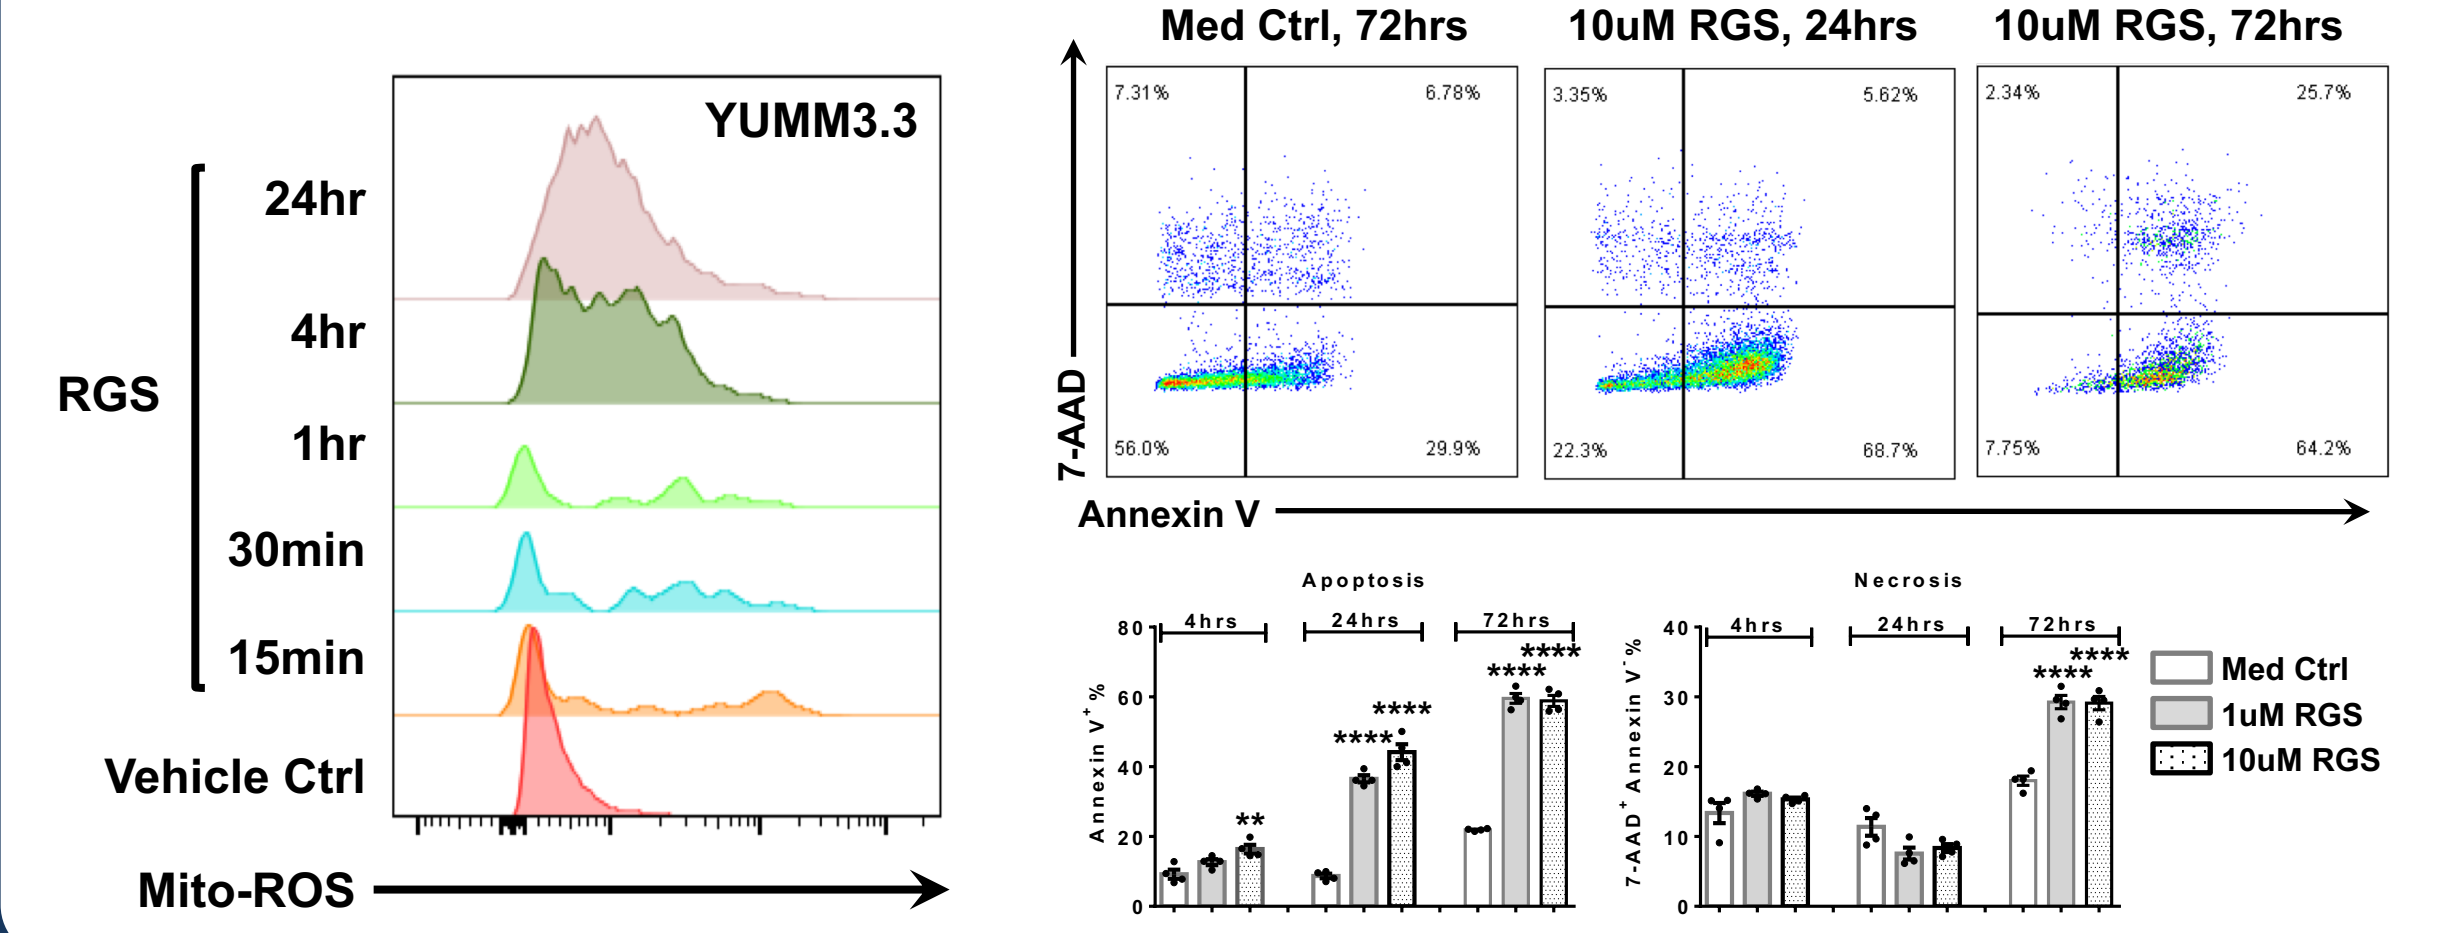 YUMM3.3
24hr
4hr
1hr
30min
15min
RGS
Vehicle Ctrl
Mito-ROS
Med Ctrl, 72hrs
10uM RGS, 24hrs
10uM RGS, 72hrs
7.31%
6.78%
56.0%
29.9%
3.35%
5.62%
22.3%
68.7%
2.34%
25.7%
7.75%
64.2%
7-AAD
Annexin V
Apoptosis
4hrs
24hrs
72hrs
80
60
40
20
0
Annexin V⁺ %
**
****
****
****
****
Necrosis
4hrs
24hrs
72hrs
40
30
20
10
0
7-AAD⁺ Annexin V⁻ %
****
****
Med Ctrl
1uM RGS
10uM RGS